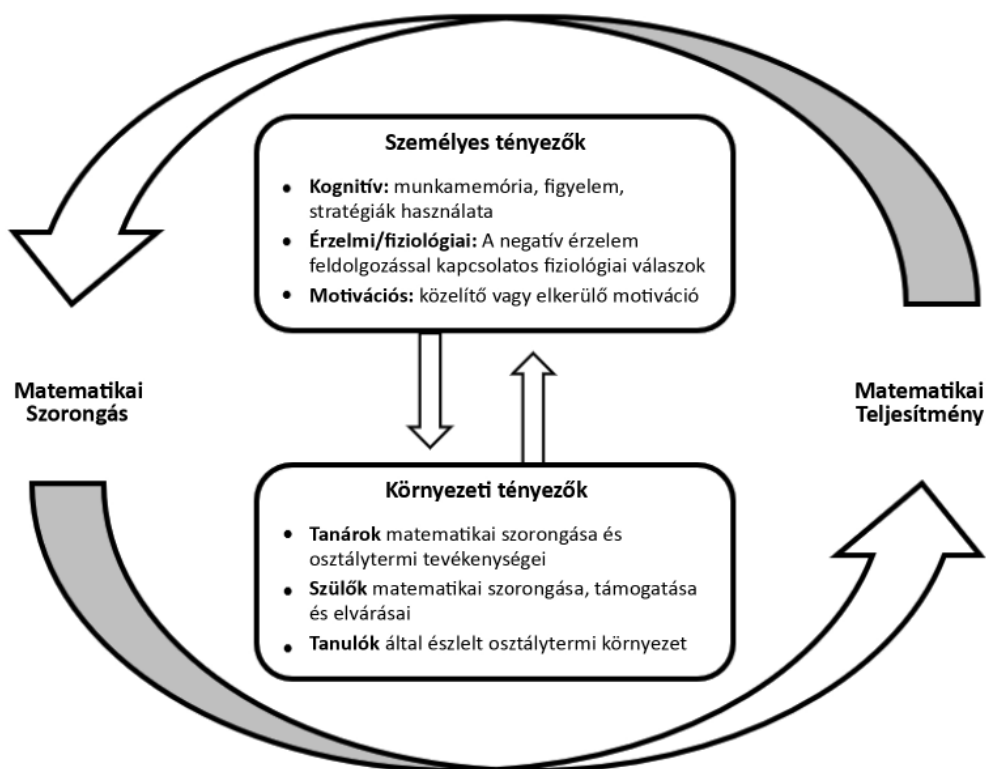 Személyes tényezők
• Kognitív: munkamemória, figyelem,
stratégiák használata
• Érzelmi/fiziológiai: A negatív érzelem
feldolgozással kapcsolatos fiziológiai válaszok
• Motivációs: közelítő vagy elkerülő motiváció
Matematikai
Szorongás
Matematikai
Teljesítmény
Környezeti tényezők
• Tanárok matematikai szorongása és
osztálytermi tevékenységei
• Szülők matematikai szorongása, támogatása
és elvárásai
• Tanulók által észlelt osztálytermi környezet